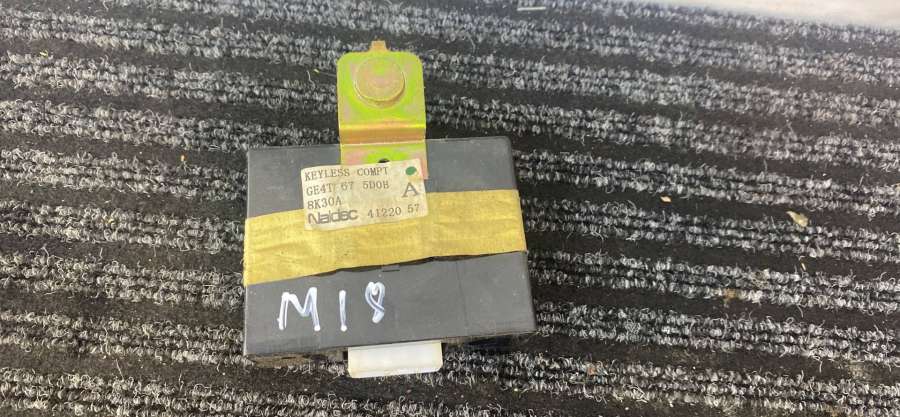 KEYLESS COMPT
GE4T 67 5D0B
A
8K30A
Naldec 41220 57
M18